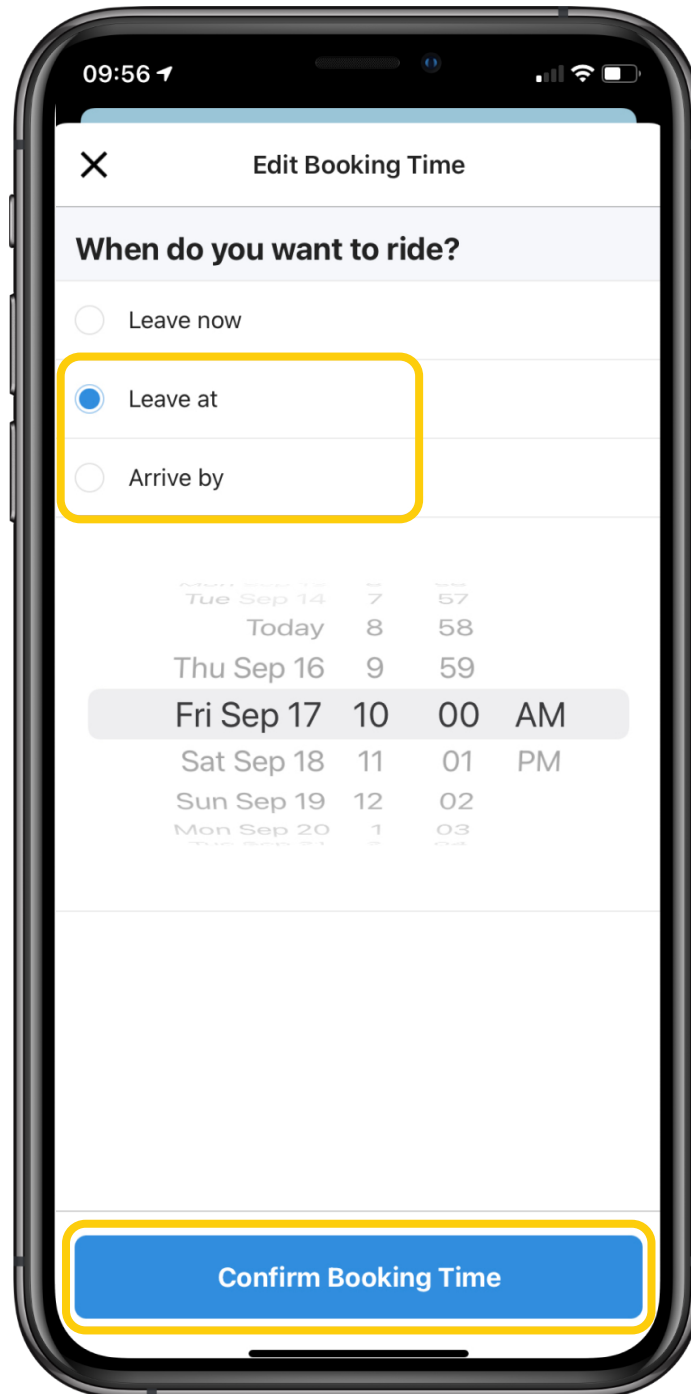 09:56
Edit Booking Time
When do you want to ride?
Leave now
Leave at
Arrive by
Tue Sep 14 7 57
Today 8 58
Thu Sep 16 9 59
Fri Sep 17 10 00 AM
Sat Sep 18 11 01 PM
Sun Sep 19 12 02
Mon Sep 20 1 03
Confirm Booking Time